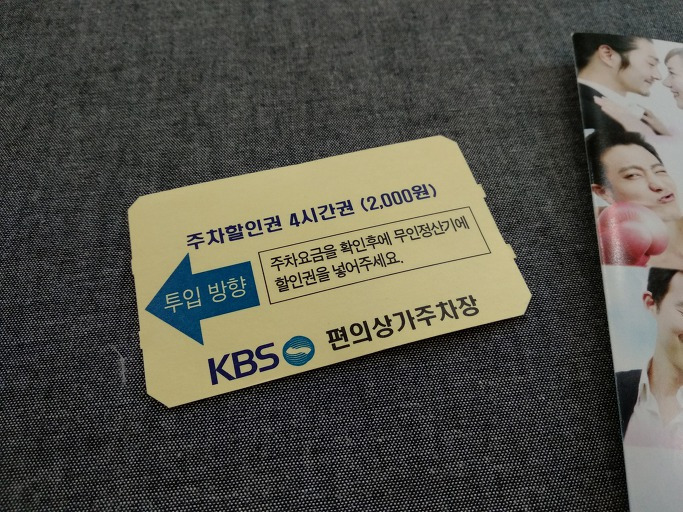 주차할인권 4시간권 (2,000원)
주차요금을 확인후에 무인정산기에
할인권을 넣어주세요.
투입 방향
KBS 편의상가주차장